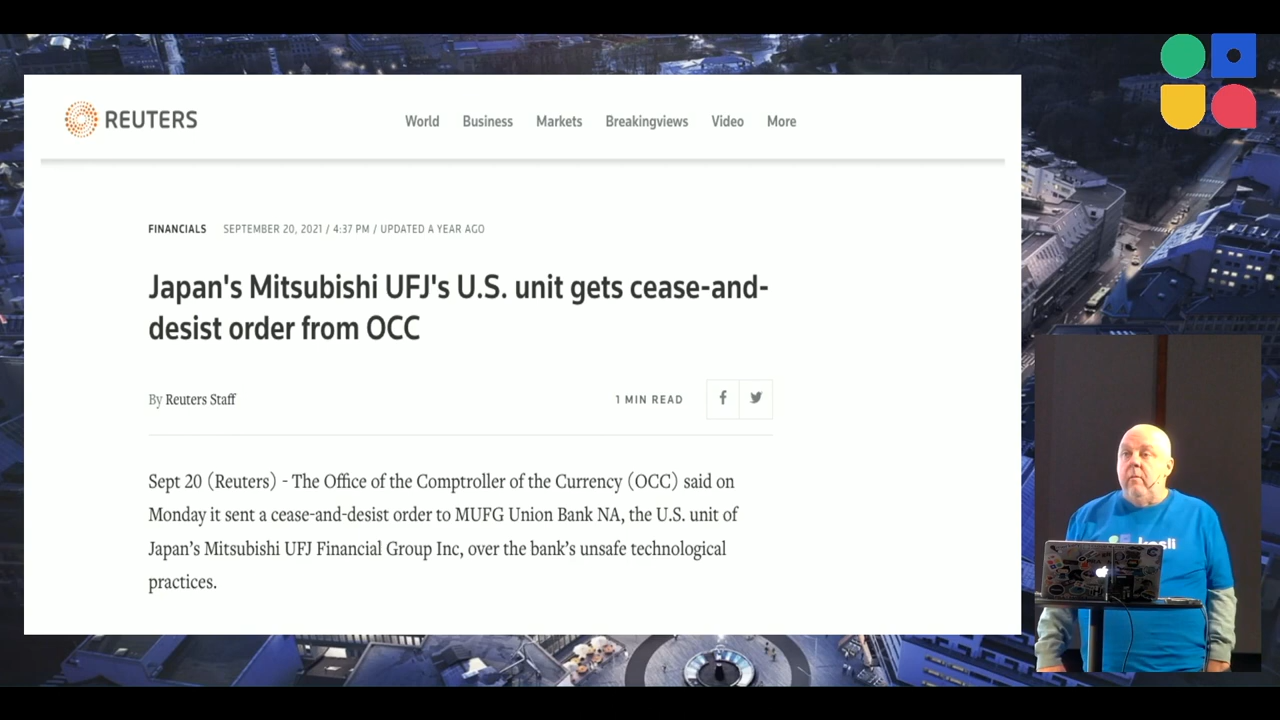 REUTERS
World Business Markets Breakingviews Video More
FINANCIALS SEPTEMBER 20, 2021 / 4:37 PM / UPDATED A YEAR AGO
Japan's Mitsubishi UFJ's U.S. unit gets cease-and-
desist order from OCC
By Reuters Staff
1 MIN READ
Sept 20 (Reuters) - The Office of the Comptroller of the Currency (OCC) said on
Monday it sent a cease-and-desist order to MUFG Union Bank NA, the U.S. unit of
Japan’s Mitsubishi UFJ Financial Group Inc, over the bank’s unsafe technological
practices.
kosli